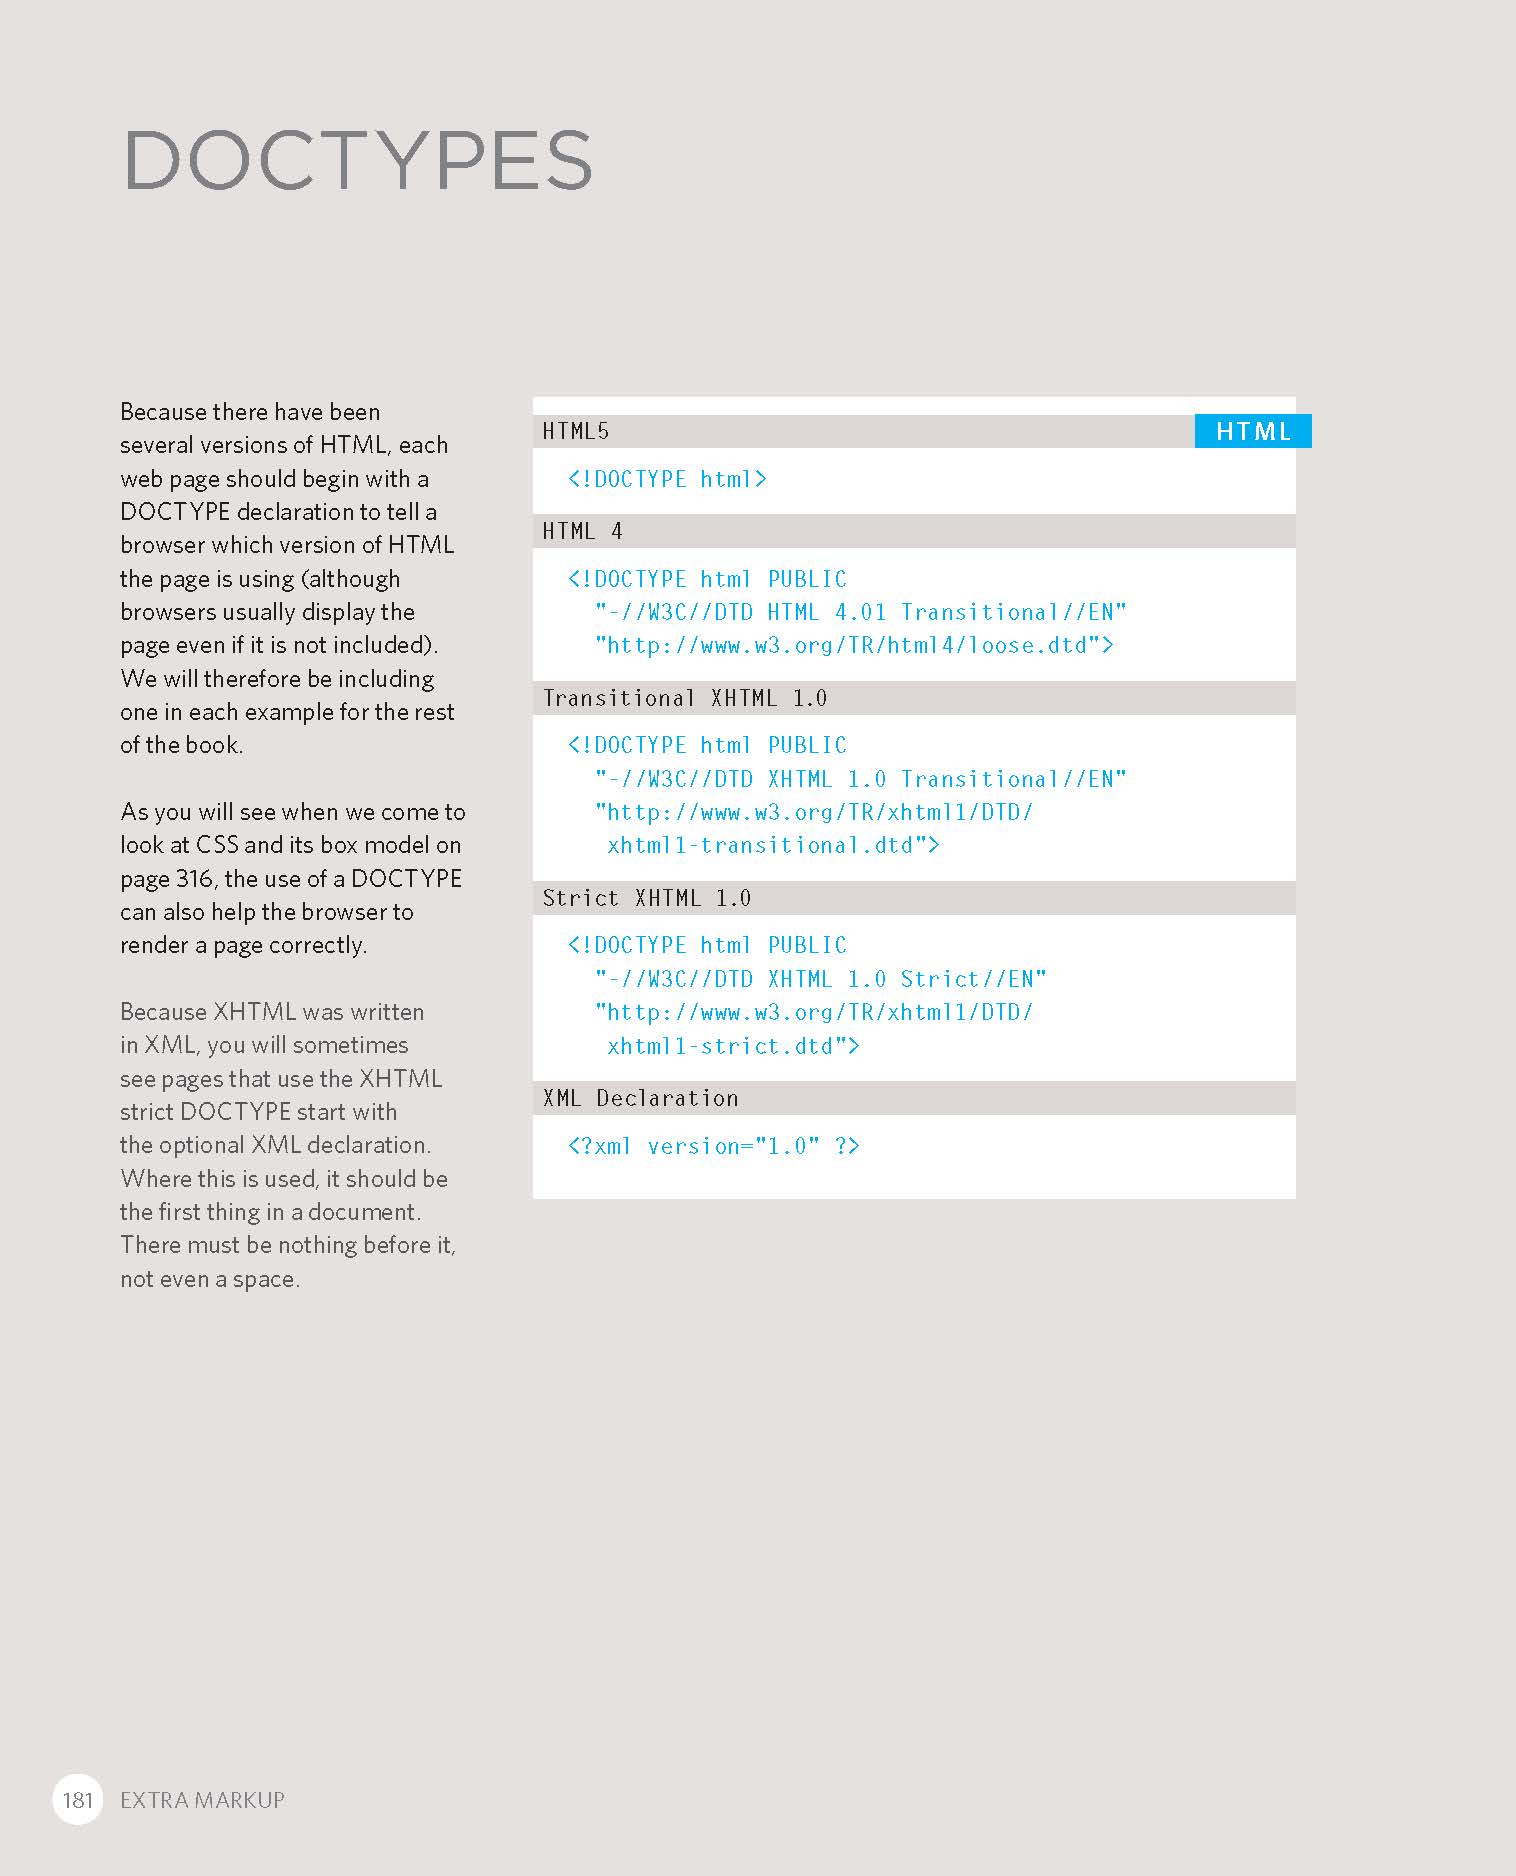 DOCTYPES
Because there have been
several versions of HTML, each
web page should begin with a
DOCTYPE declaration to tell a
browser which version of HTML
the page is using (although
browsers usually display the
page even if it is not included).
We will therefore be including
one in each example for the rest
of the book.
As you will see when we come to
look at CSS and its box model on
page 316, the use of a DOCTYPE
can also help the browser to
render a page correctly.
Because XHTML was written
in XML, you will sometimes
see pages that use the XHTML
strict DOCTYPE start with
the optional XML declaration.
Where this is used, it should be
the first thing in a document.
There must be nothing before it,
not even a space.
HTML5 HTML
<!DOCTYPE html>
HTML 4
<!DOCTYPE html PUBLIC
"-//W3C//DTD HTML 4.01 Transitional//EN"
"http://www.w3.org/TR/html4/loose.dtd">
Transitional XHTML 1.0
<!DOCTYPE html PUBLIC
"-//W3C//DTD XHTML 1.0 Transitional//EN"
"http://www.w3.org/TR/xhtml1/DTD/
xhtml1-transitional.dtd">
Strict XHTML 1.0
<!DOCTYPE html PUBLIC
"-//W3C//DTD XHTML 1.0 Strict//EN"
"http://www.w3.org/TR/xhtml1/DTD/
xhtml1-strict.dtd">
XML Declaration
<?xml version="1.0" ?>
181 EXTRA MARKUP